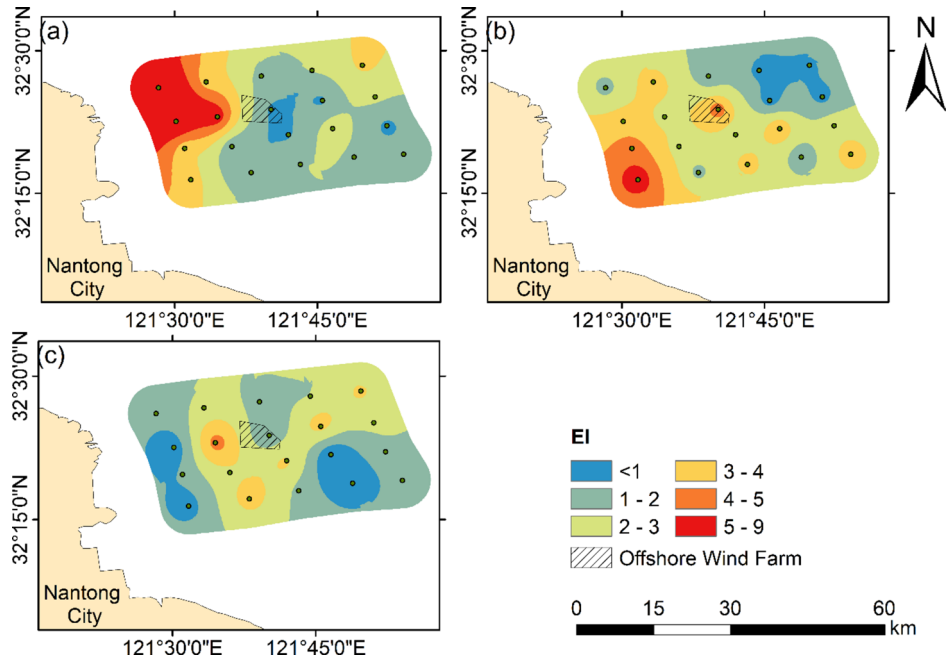 (a)
32°30'0"N
32°15'0"N
Nantong
City
121°30'0"E
121°45'0"E
(b)
32°30'0"N
32°15'0"N
Nantong
City
121°30'0"E
121°45'0"E
N
(c)
32°30'0"N
32°15'0"N
Nantong
City
121°30'0"E
121°45'0"E
EI
<1
3 - 4
1 - 2
4 - 5
2 - 3
5 - 9
Offshore Wind Farm
0 15 30 60
km